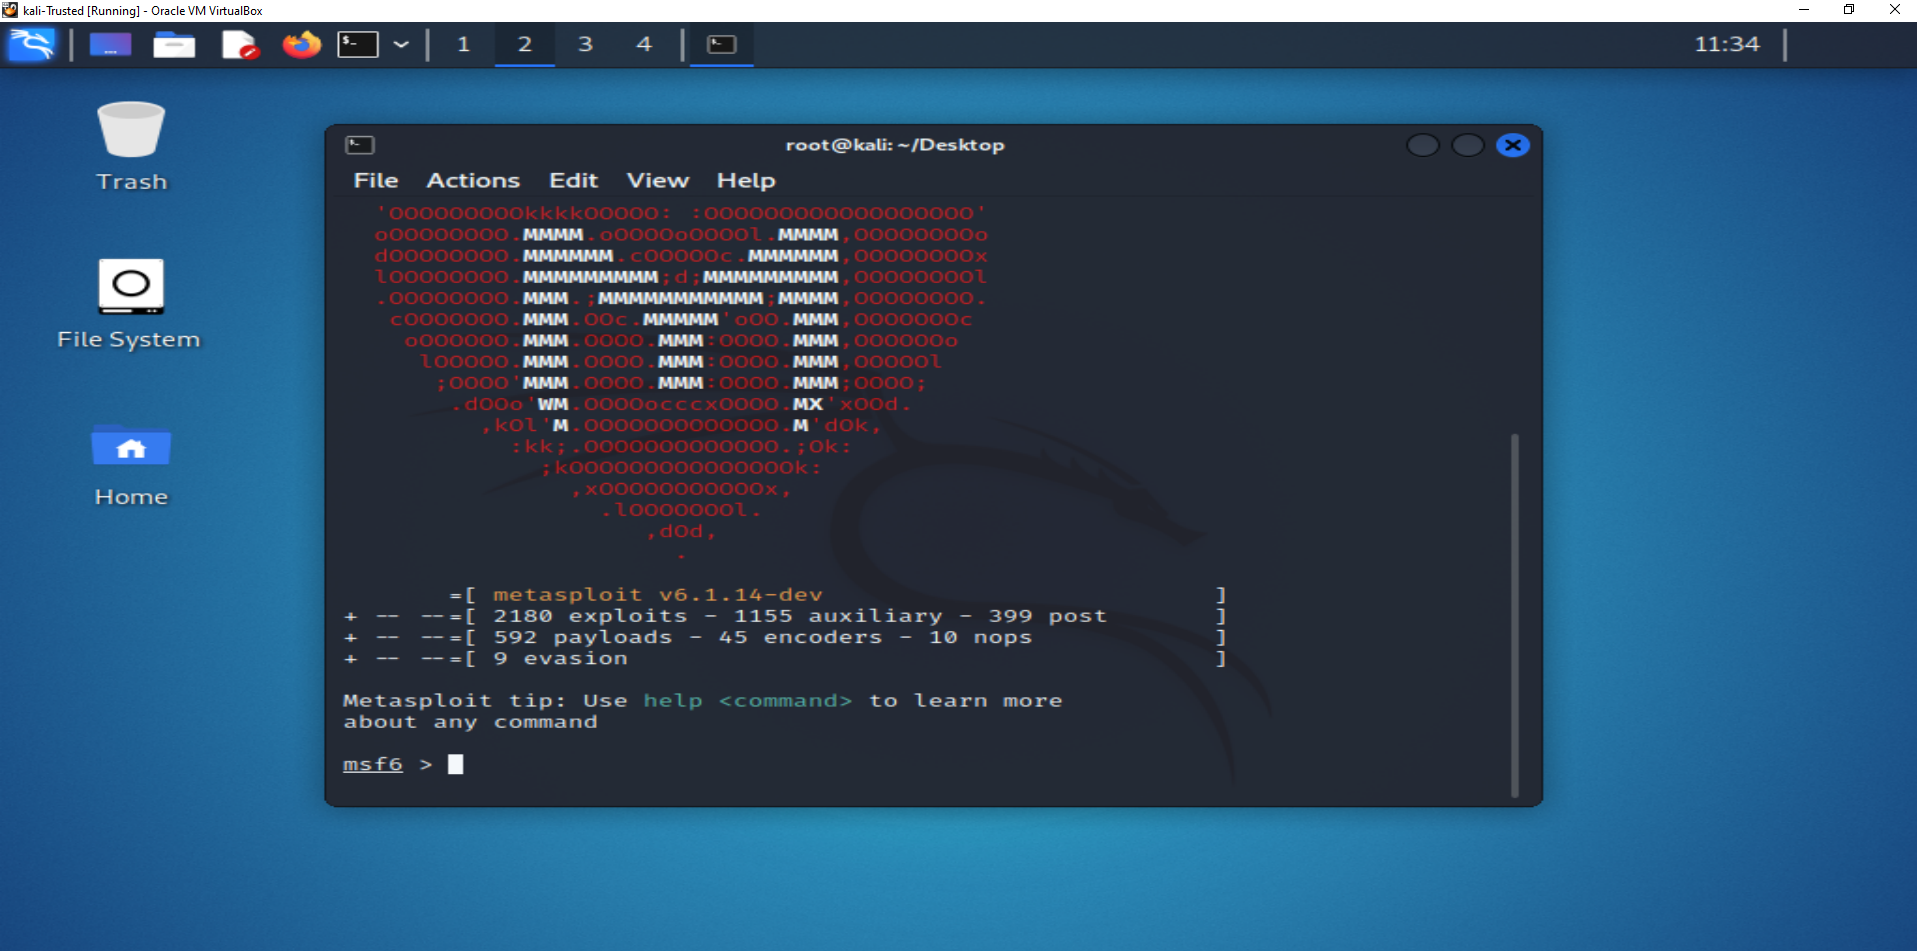 kali-Trusted [Running] - Oracle VM VirtualBox
1 2 3 4
11:34
Trash
File System
Home
root@kali: ~/Desktop
File Actions Edit View Help
'OOOOOOOOOkkkkOOOOO: :OOOOOOOOOOOOOOOOOO'
oOOOOOOOO.MMMM.oOOOOoOOOOl.MMMM,OOOOOOOOo
dOOOOOOOO.MMMMMM.cOOOOOc.MMMMMM,OOOOOOOOx
lOOOOOOOO.MMMMMMMMM;d;MMMMMMMMM,OOOOOOOOl
.OOOOOOOO.MMM.;MMMMMMMMMMM;MMMM,OOOOOOOO.
cOOOOOOO.MMM.OOc.MMMMM'oOO.MMM,OOOOOOOc
oOOOOOO.MMM.OOOO.MMM:OOOO.MMM,OOOOOOo
lOOOOO.MMM.OOOO.MMM:OOOO.MMM,OOOOOl
;OOOO'MMM.OOOO.MMM:OOOO.MMM;OOOO;
.dOOo'WM.OOOOocccxOOOO.MX'xOOd.
,kOl'M.OOOOOOOOOOOOO.M'dOk,
:kk;.OOOOOOOOOOOOO.;Ok:
;kOOOOOOOOOOOOOOOk:
,xOOOOOOOOOOOx,
.lOOOOOOOl.
,dOd,
.
=[ metasploit v6.1.14-dev ]
+ -- --=[ 2180 exploits - 1155 auxiliary - 399 post ]
+ -- --=[ 592 payloads - 45 encoders - 10 nops ]
+ -- --=[ 9 evasion ]
Metasploit tip: Use help <command> to learn more
about any command
msf6 >